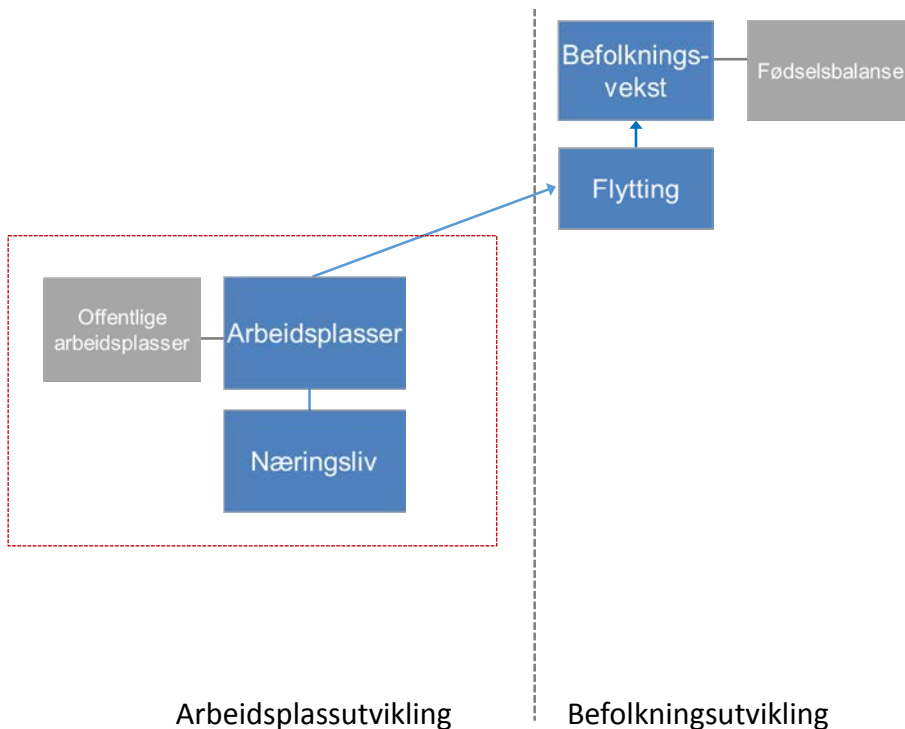 Befolknings-
vekst
Fødselsbalanse
Flytting
Offentlige
arbeidsplasser
Arbeidsplasser
Næringsliv
Arbeidsplassutvikling
Befolkningsutvikling